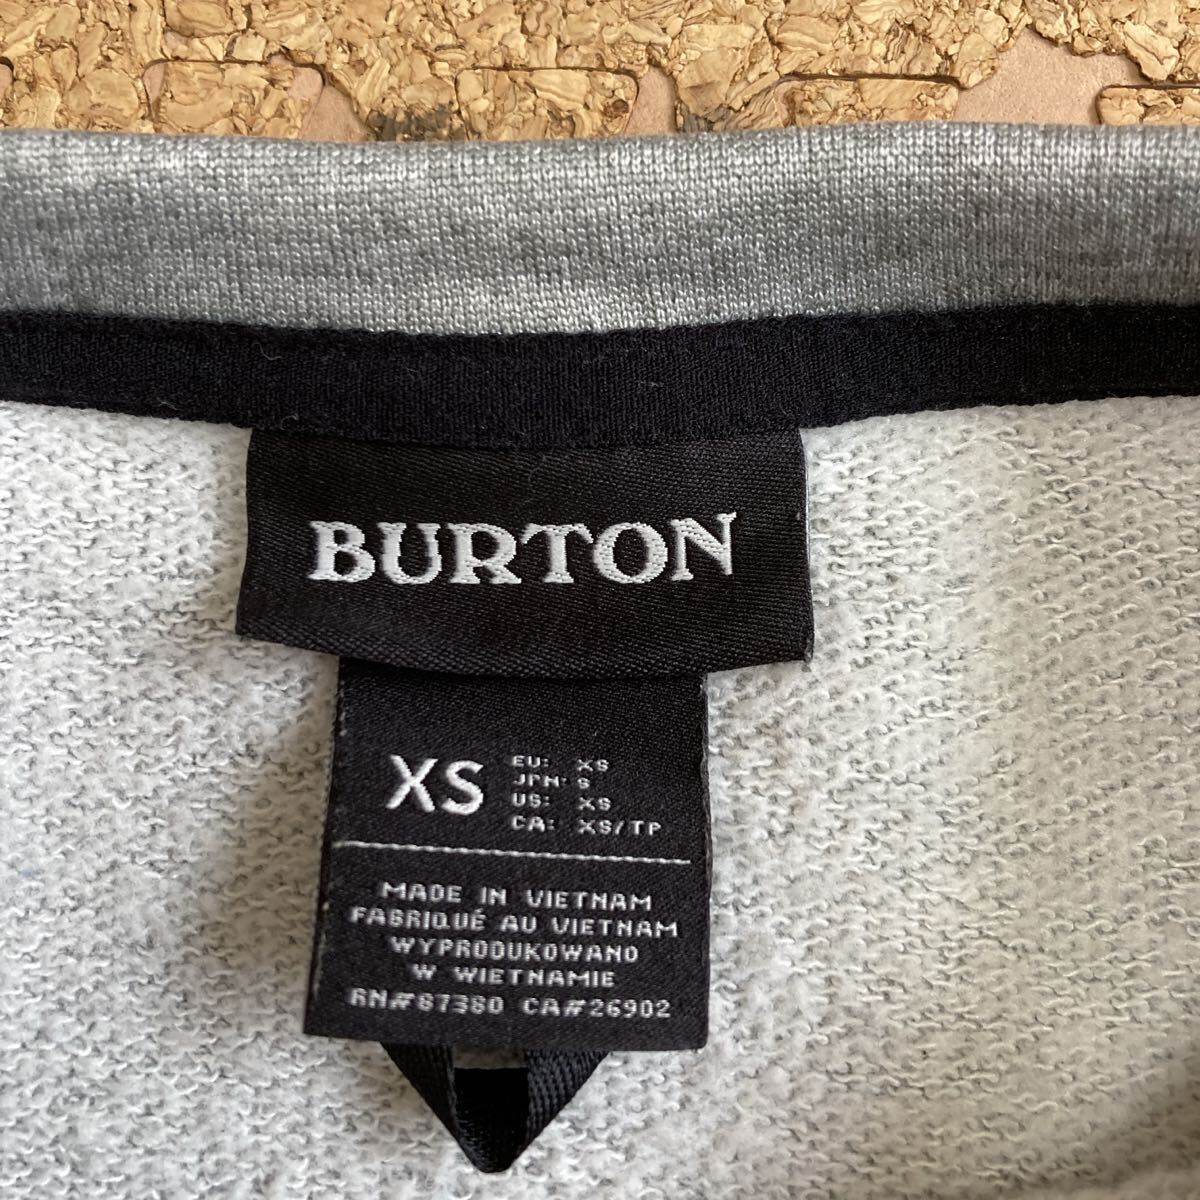 BURTON
XS
EU: XS
JPN: S
US: XS
CA: XS/TP
MADE IN VIETNAM
FABRIQUÉ AU VIETNAM
WYPRODUKOWANO
W WIETNAMIE
RN#87380 CA#26902